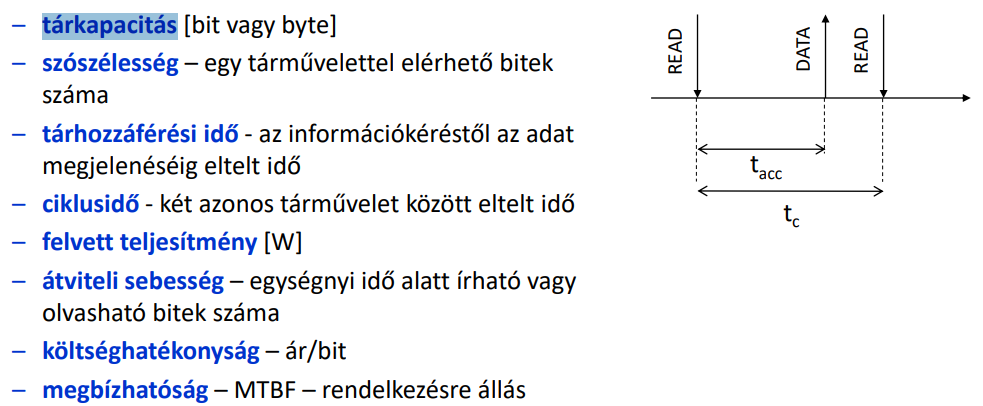 – tárkapacitás [bit vagy byte]
– szószélesség – egy tárművelettel elérhető bitek
száma
– tárhozzáférési idő - az információkéréstől az adat
megjelenéséig eltelt idő
– ciklusidő - két azonos tárművelet között eltelt idő
– felvett teljesítmény [W]
– átviteli sebesség – egységnyi idő alatt írható vagy
olvasható bitek száma
– költséghatékonyság – ár/bit
– megbízhatóság – MTBF – rendelkezésre állás
READ
DATA
READ
tacc
tc